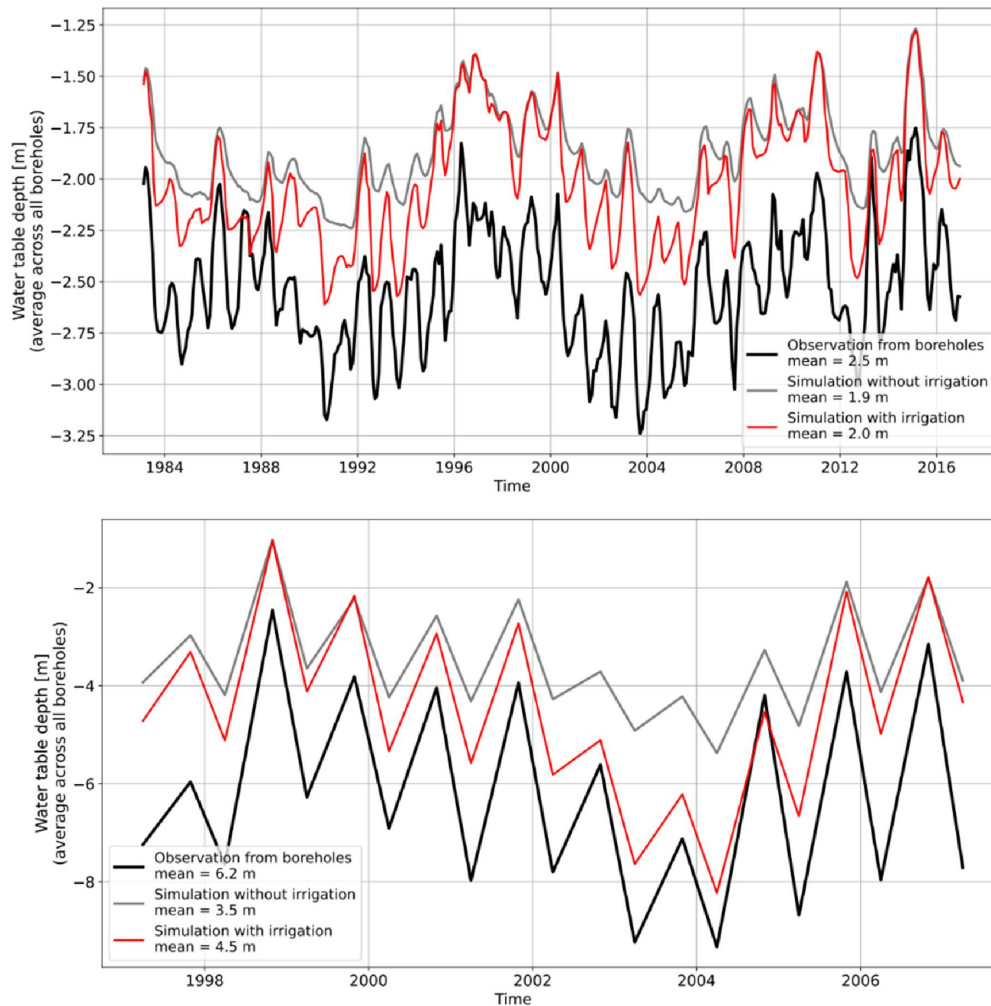 −1.25
−1.50
−1.75
−2.00
−2.25
−2.50
−2.75
−3.00
−3.25
Water table depth [m]
(average across all boreholes)
Observation from boreholes
mean = 2.5 m
Simulation without irrigation
mean = 1.9 m
Simulation with irrigation
mean = 2.0 m
1984 1988 1992 1996 2000 2004 2008 2012 2016
Time
−2
−4
−6
−8
Water table depth [m]
(average across all boreholes)
Observation from boreholes
mean = 6.2 m
Simulation without irrigation
mean = 3.5 m
Simulation with irrigation
mean = 4.5 m
1998 2000 2002 2004 2006
Time